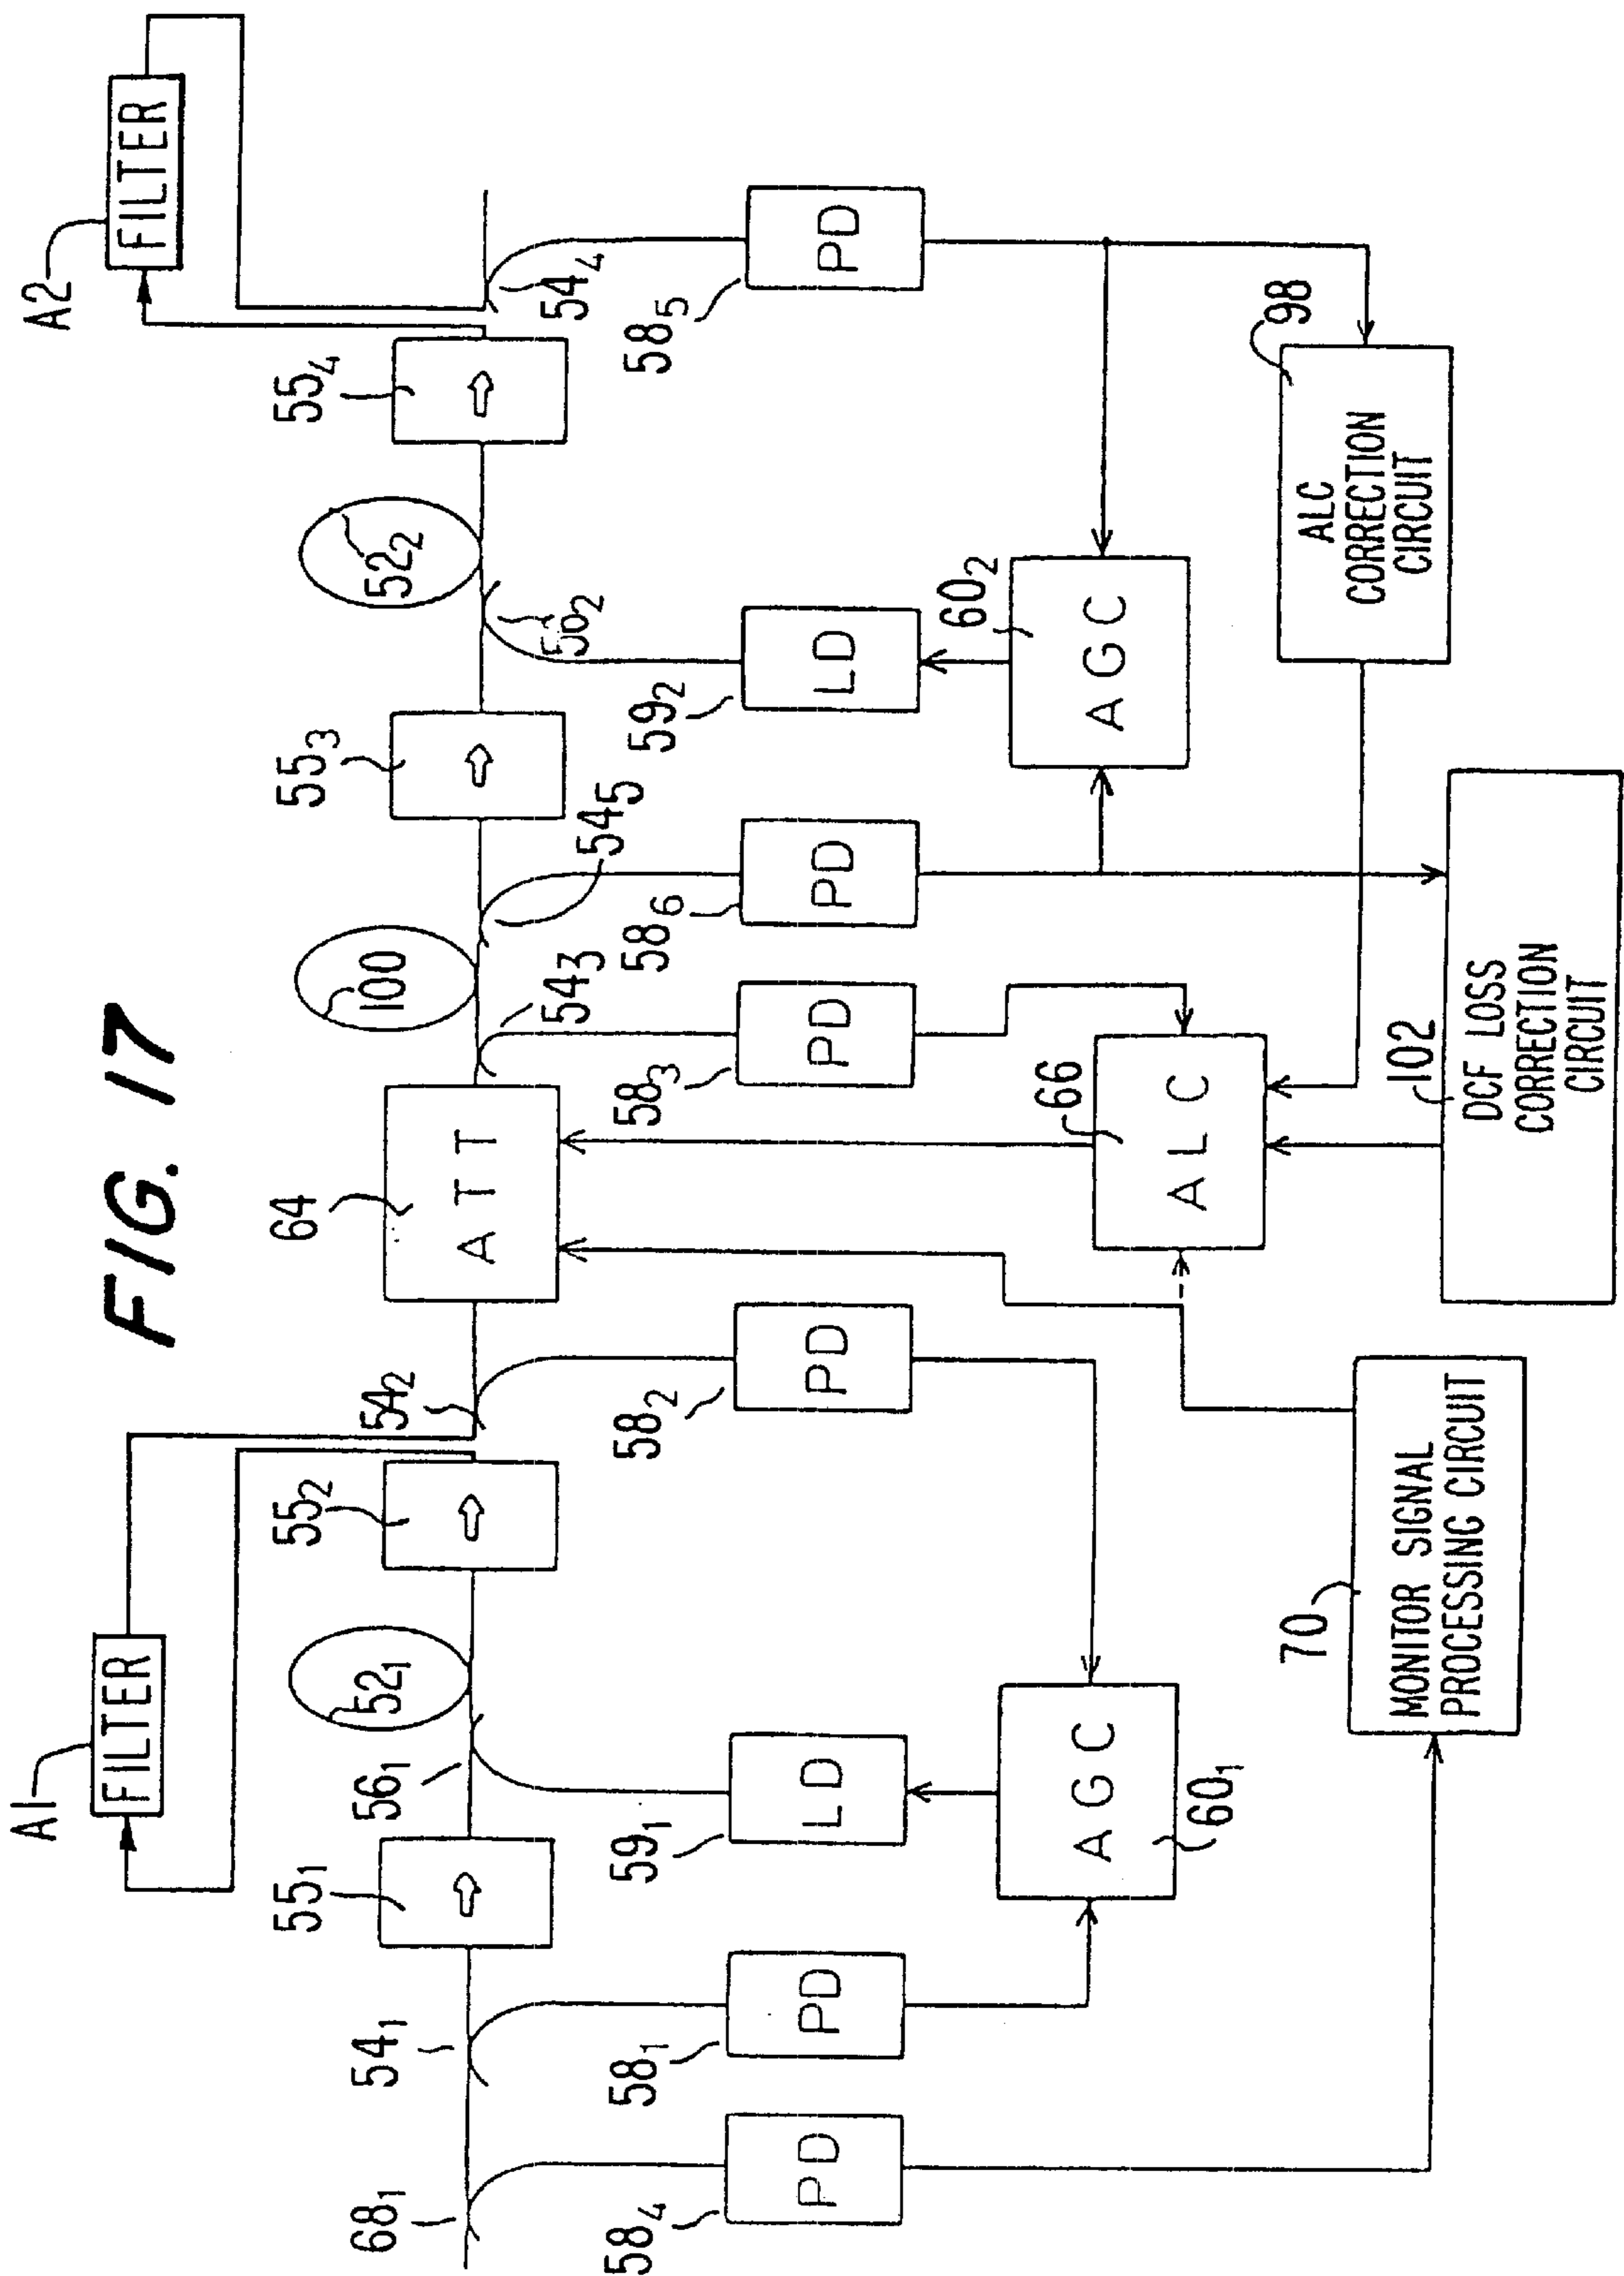 FIG. 17
A1
FILTER
A2
FILTER
68₁
54₁
55₁
56₁
52₁
55₂
54₂
64
ATT
54₃
100
54₅
55₃
56₂
52₂
55₄
54₄
58₄
PD
58₁
PD
59₁
LD
58₂
PD
58₃
PD
58₆
PD
59₂
LD
58₅
PD
AGC
60₁
66
ALC
AGC
60₂
70
MONITOR SIGNAL
PROCESSING CIRCUIT
102
DCF LOSS
CORRECTION
CIRCUIT
98
ALC
CORRECTION
CIRCUIT